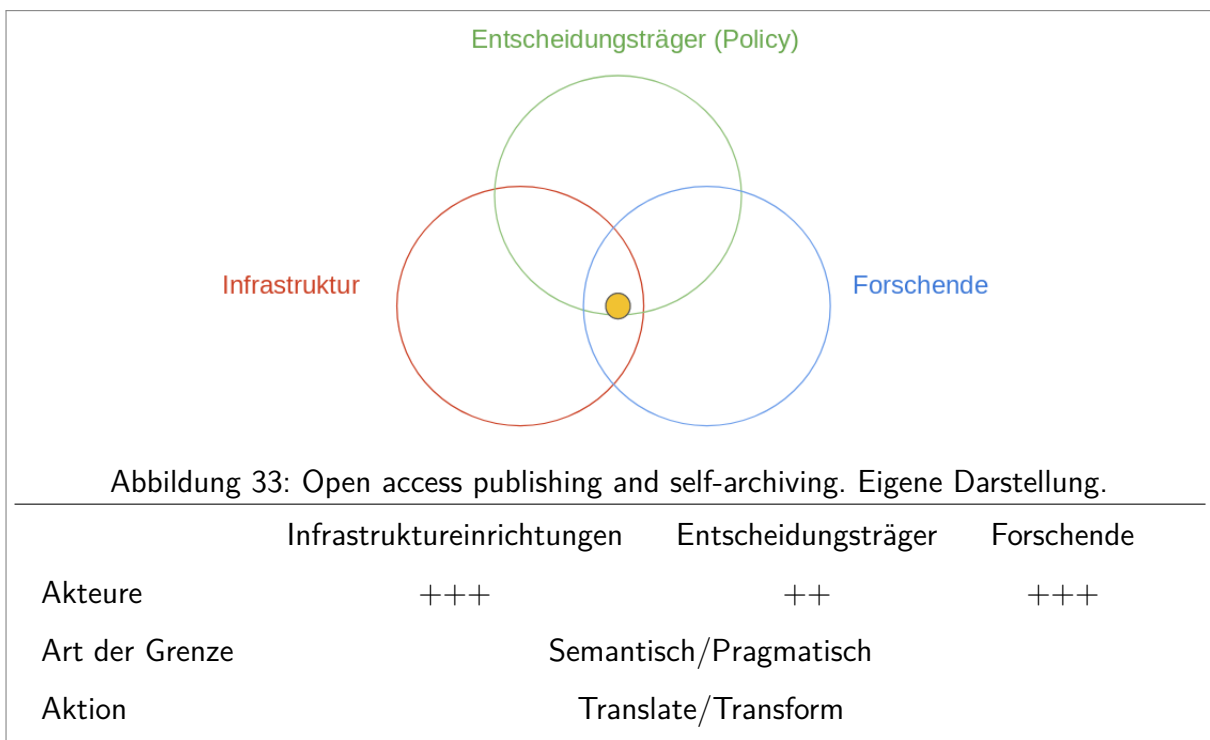 Entscheidungsträger (Policy)
Infrastruktur
Forschende
Abbildung 33: Open access publishing and self-archiving. Eigene Darstellung.
Infrastruktureinrichtungen Entscheidungsträger Forschende
Akteure +++ ++ +++
Art der Grenze Semantisch/Pragmatisch
Aktion Translate/Transform